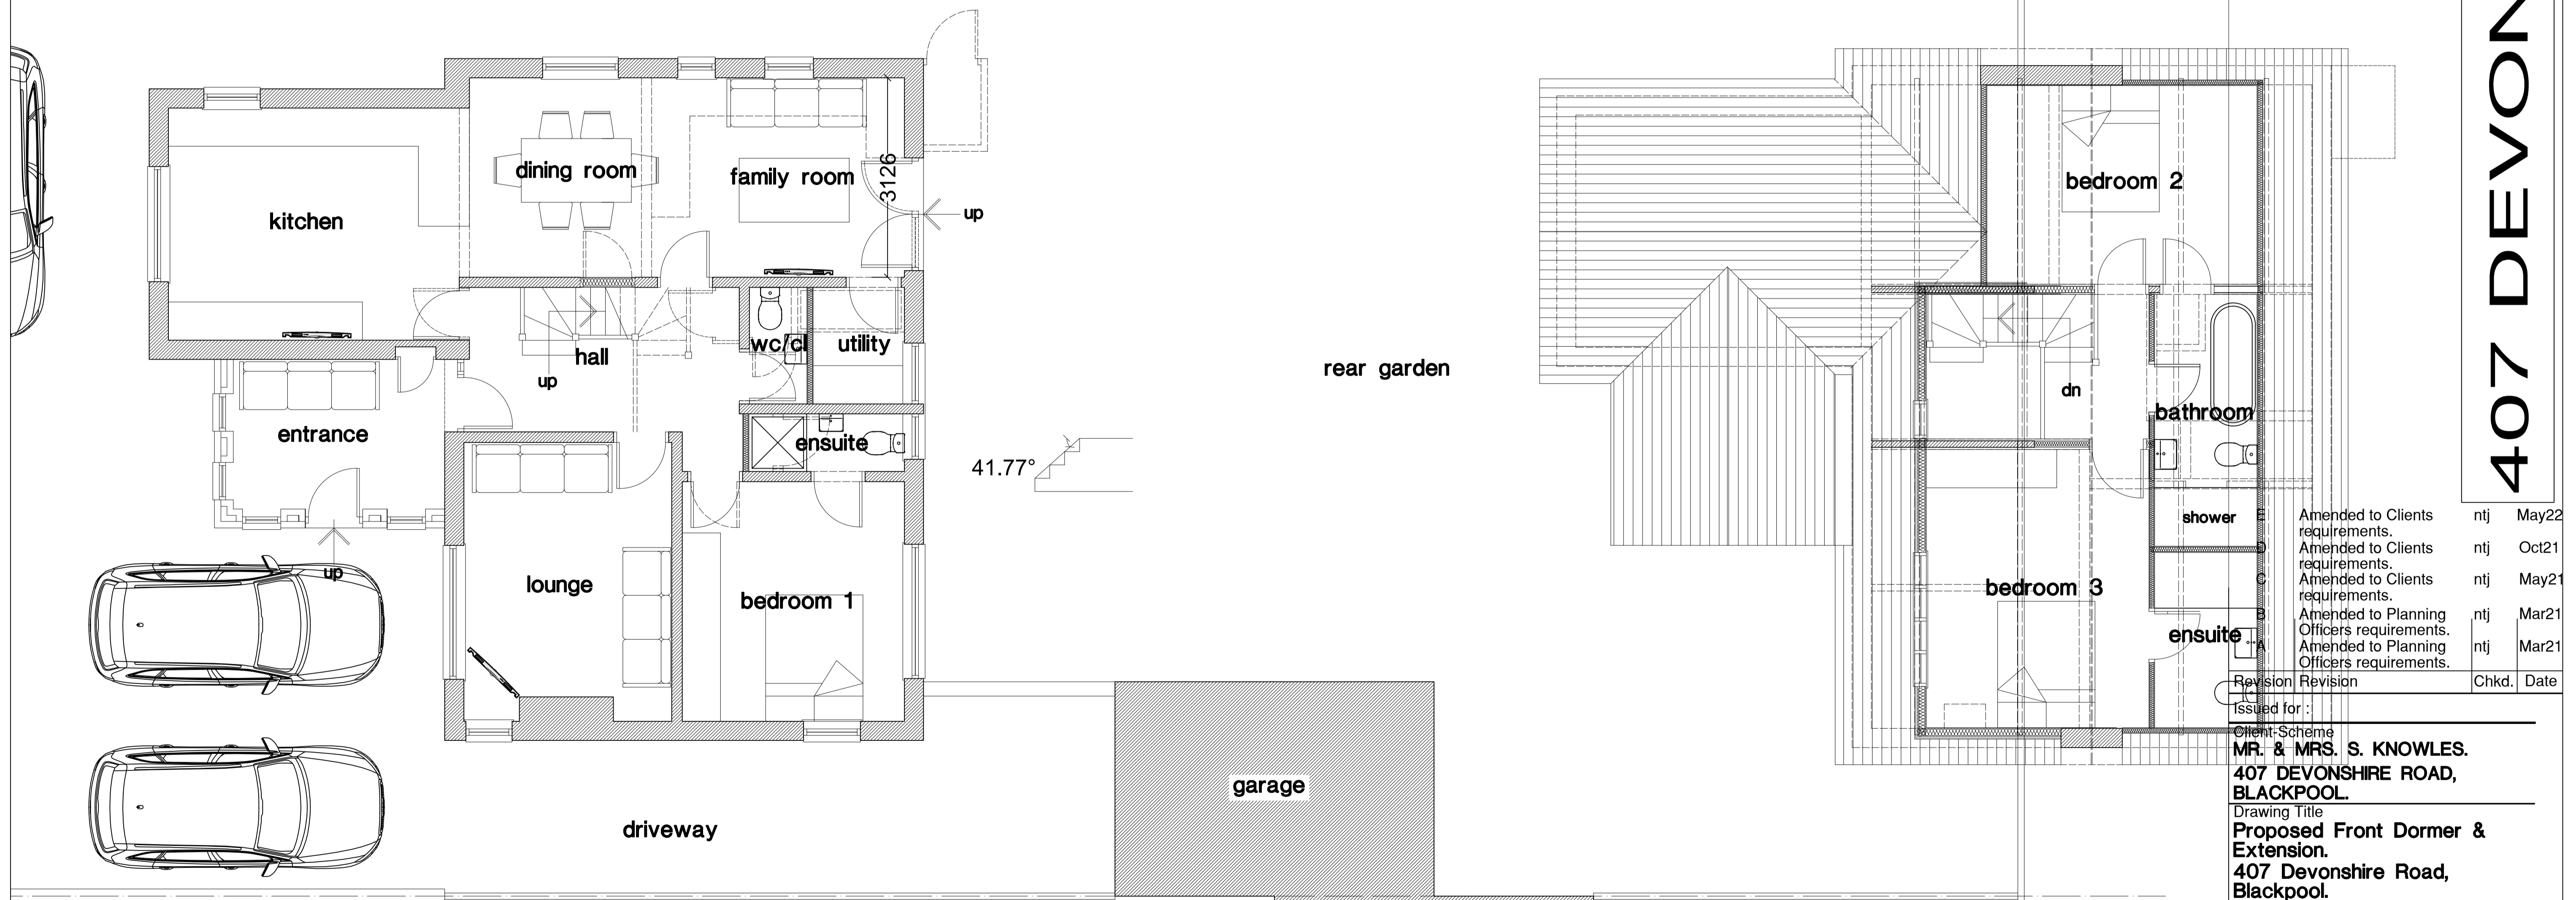 dining room
family room
3126
up
kitchen
hall
up
wc/cl
utility
entrance
ensuite
up
lounge
bedroom 1
41.77°
rear garden
driveway
garage
bedroom 2
dn
bathroom
shower
bedroom 3
ensuite
407 DEVON
E Amended to Clients ntj May22
requirements.
D Amended to Clients ntj Oct21
requirements.
C Amended to Clients ntj May21
requirements.
B Amended to Planning ntj Mar21
Officers requirements.
A Amended to Planning ntj Mar21
Officers requirements.
Revision Revision Chkd. Date
Issued for :
Client-Scheme
MR. & MRS. S. KNOWLES.
407 DEVONSHIRE ROAD,
BLACKPOOL.
Drawing Title
Proposed Front Dormer &
Extension.
407 Devonshire Road,
Blackpool.